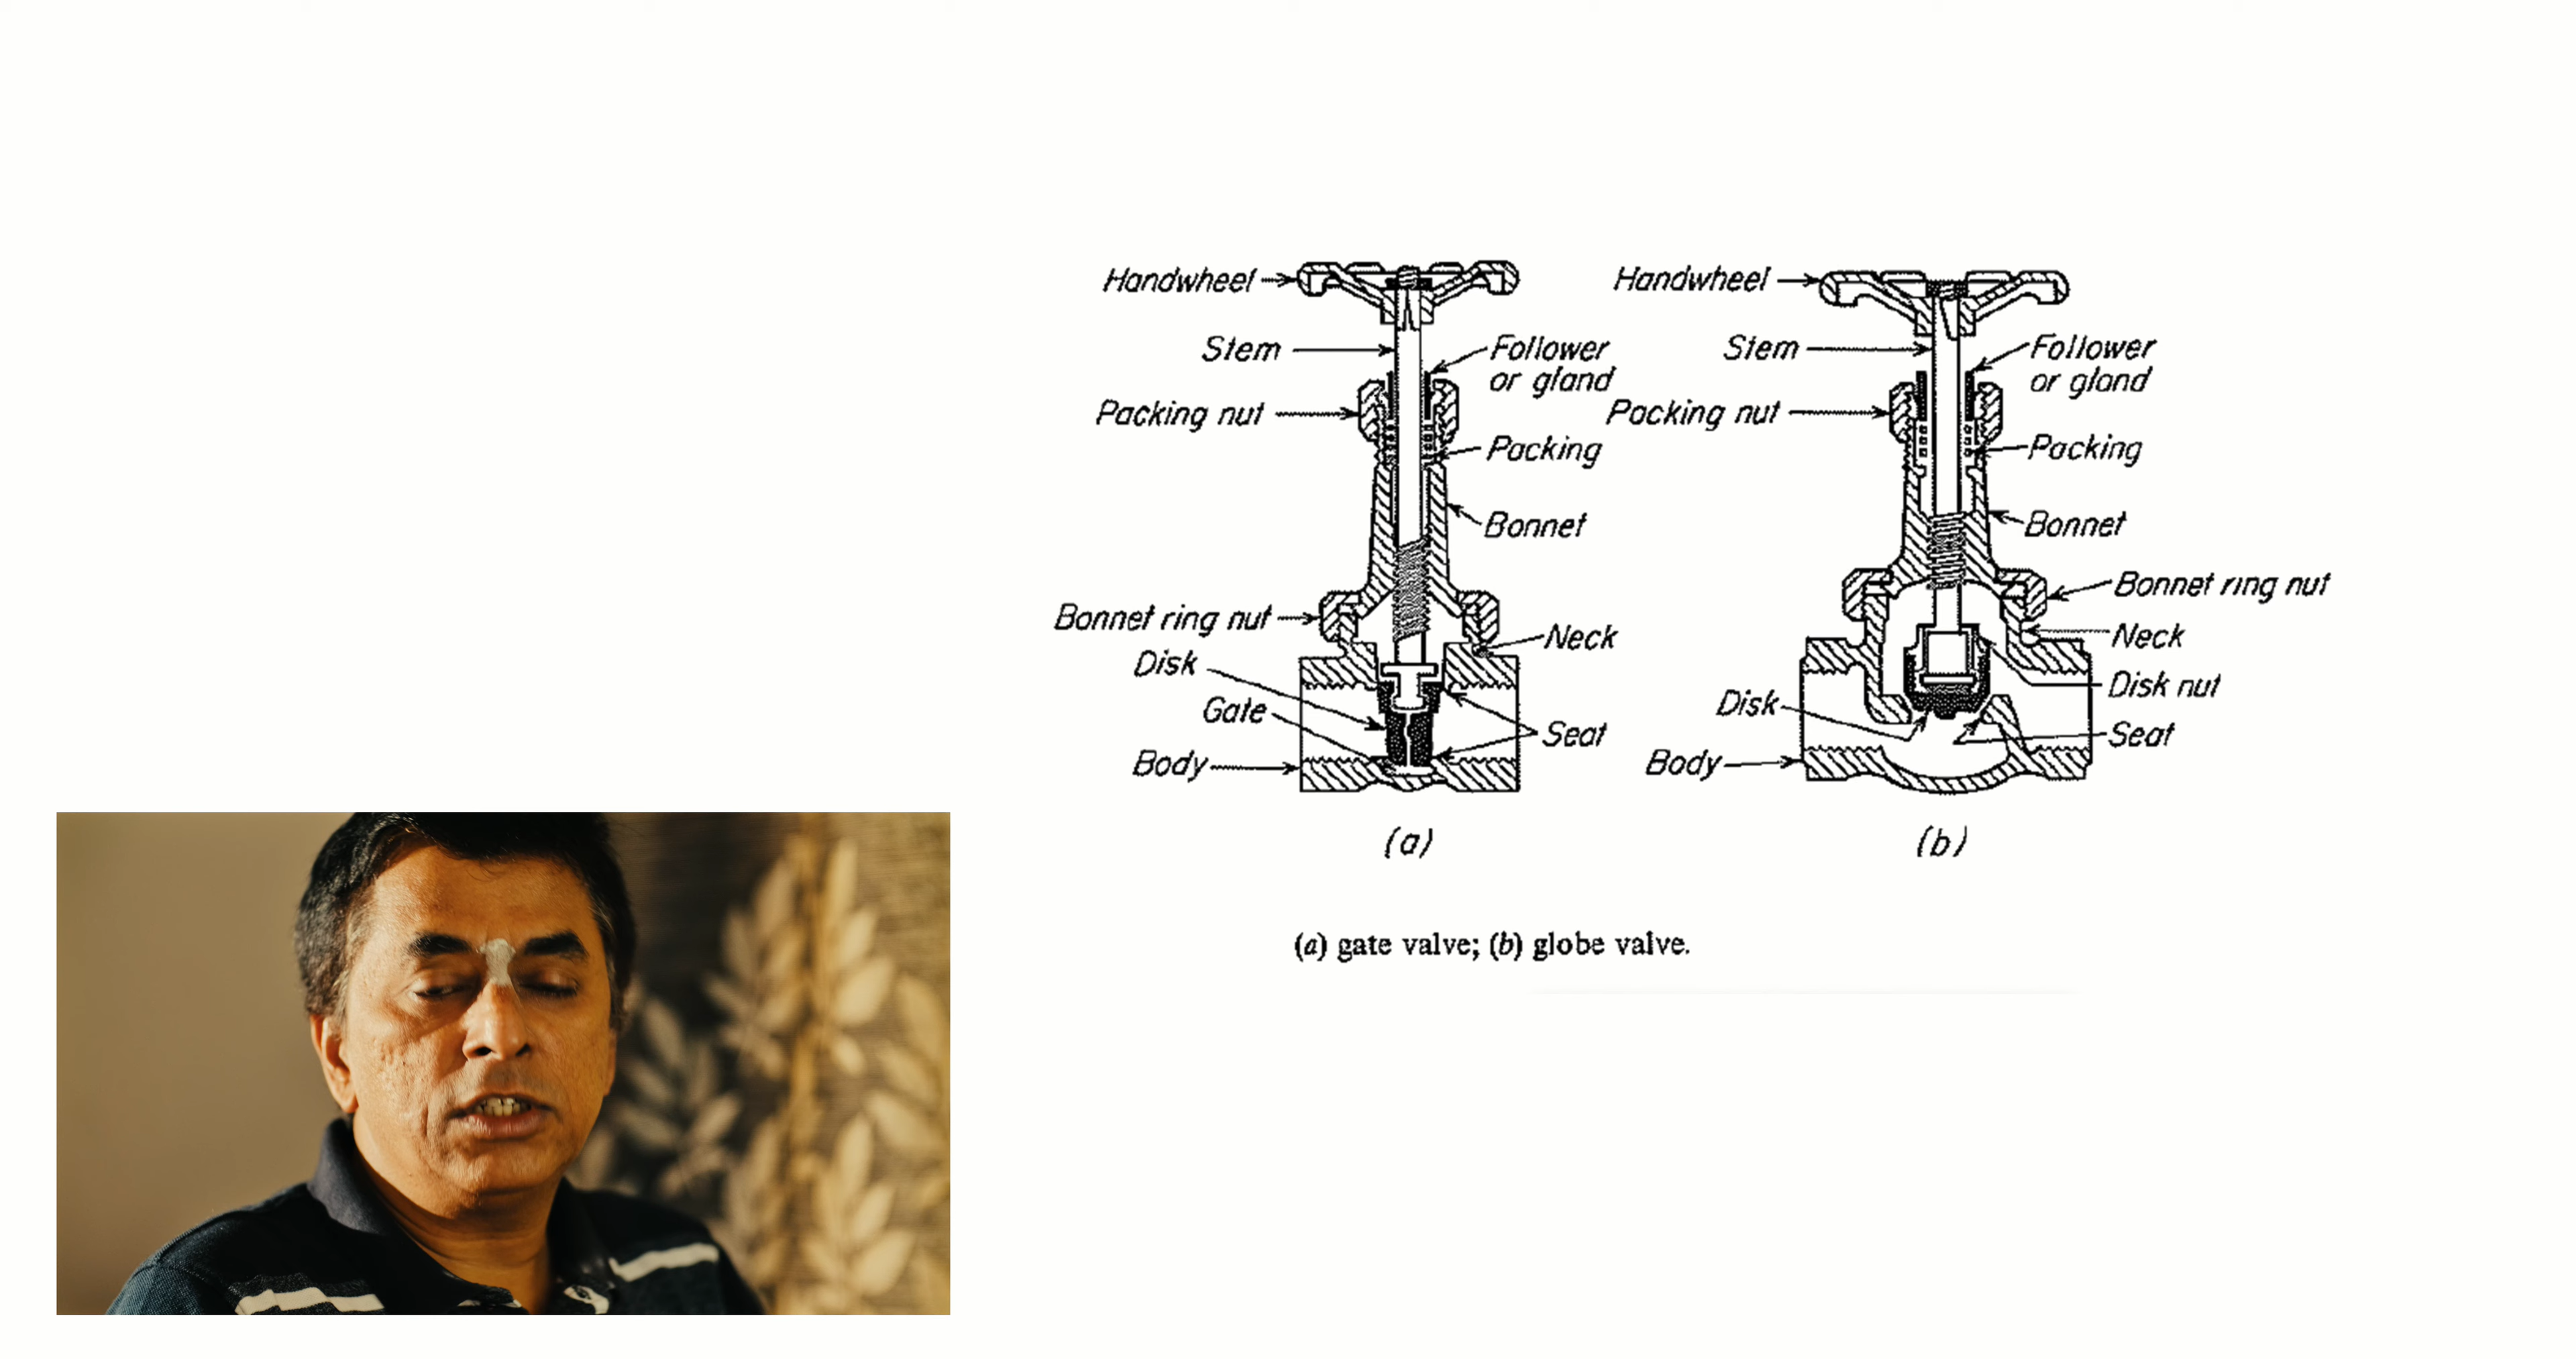 Handwheel
Stem
Follower
or gland
Packing nut
Packing
Bonnet
Bonnet ring nut
Neck
Disk
Gate
Seat
Body
(a)
Handwheel
Stem
Follower
or gland
Packing nut
Packing
Bonnet
Bonnet ring nut
Neck
Disk nut
Disk
Seat
Body
(b)
(a) gate valve; (b) globe valve.